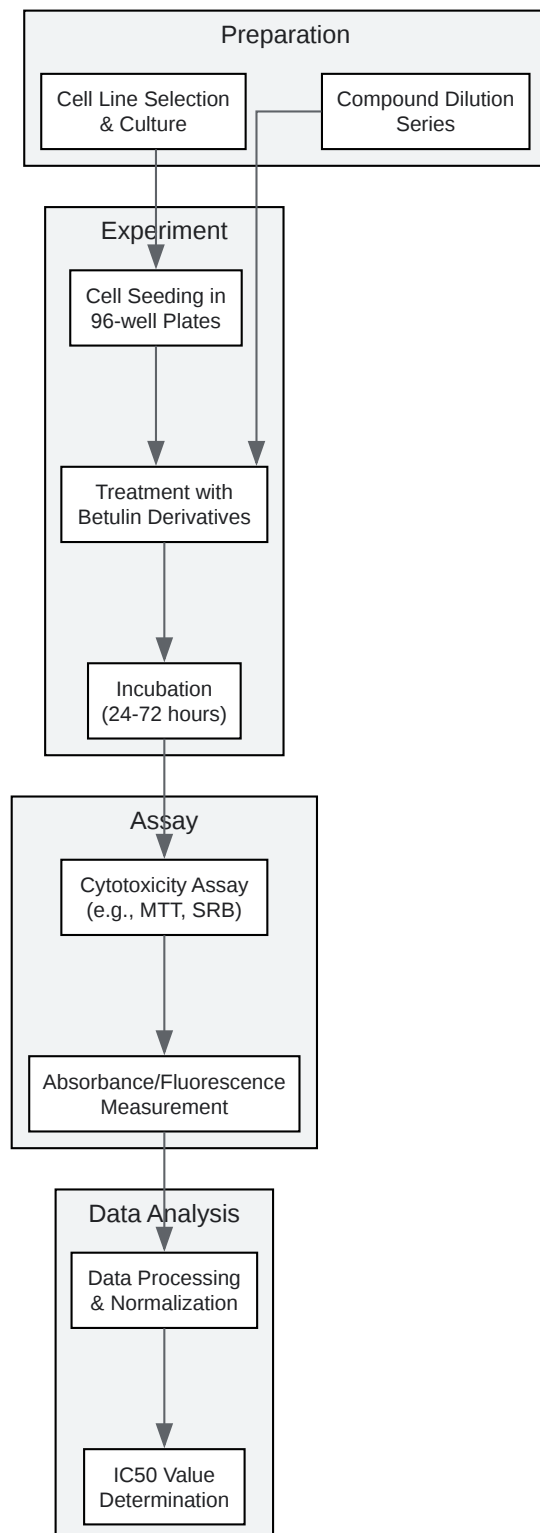 Preparation
Cell Line Selection
& Culture
Compound Dilution
Series
Experiment
Cell Seeding in
96-well Plates
Treatment with
Betulin Derivatives
Incubation
(24-72 hours)
Assay
Cytotoxicity Assay
(e.g., MTT, SRB)
Absorbance/Fluorescence
Measurement
Data Analysis
Data Processing
& Normalization
IC50 Value
Determination